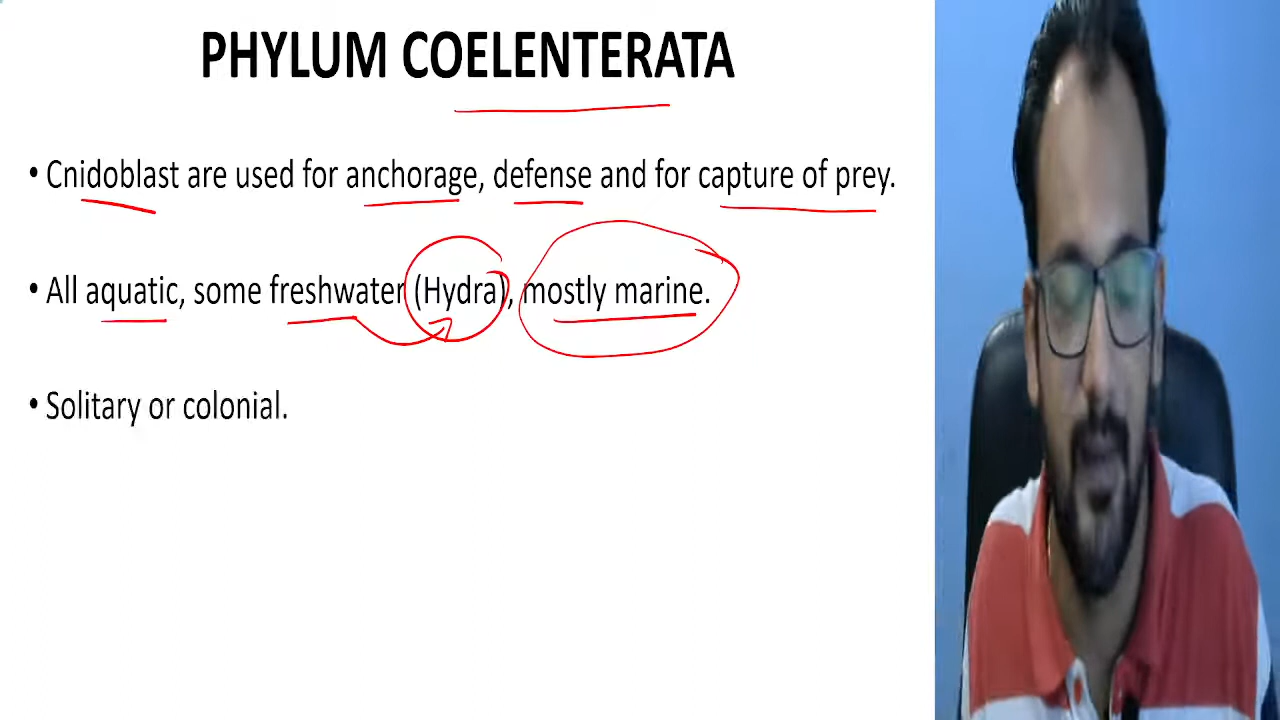 PHYLUM COELENTERATA
• Cnidoblast are used for anchorage, defense and for capture of prey.
• All aquatic, some freshwater (Hydra), mostly marine.
• Solitary or colonial.